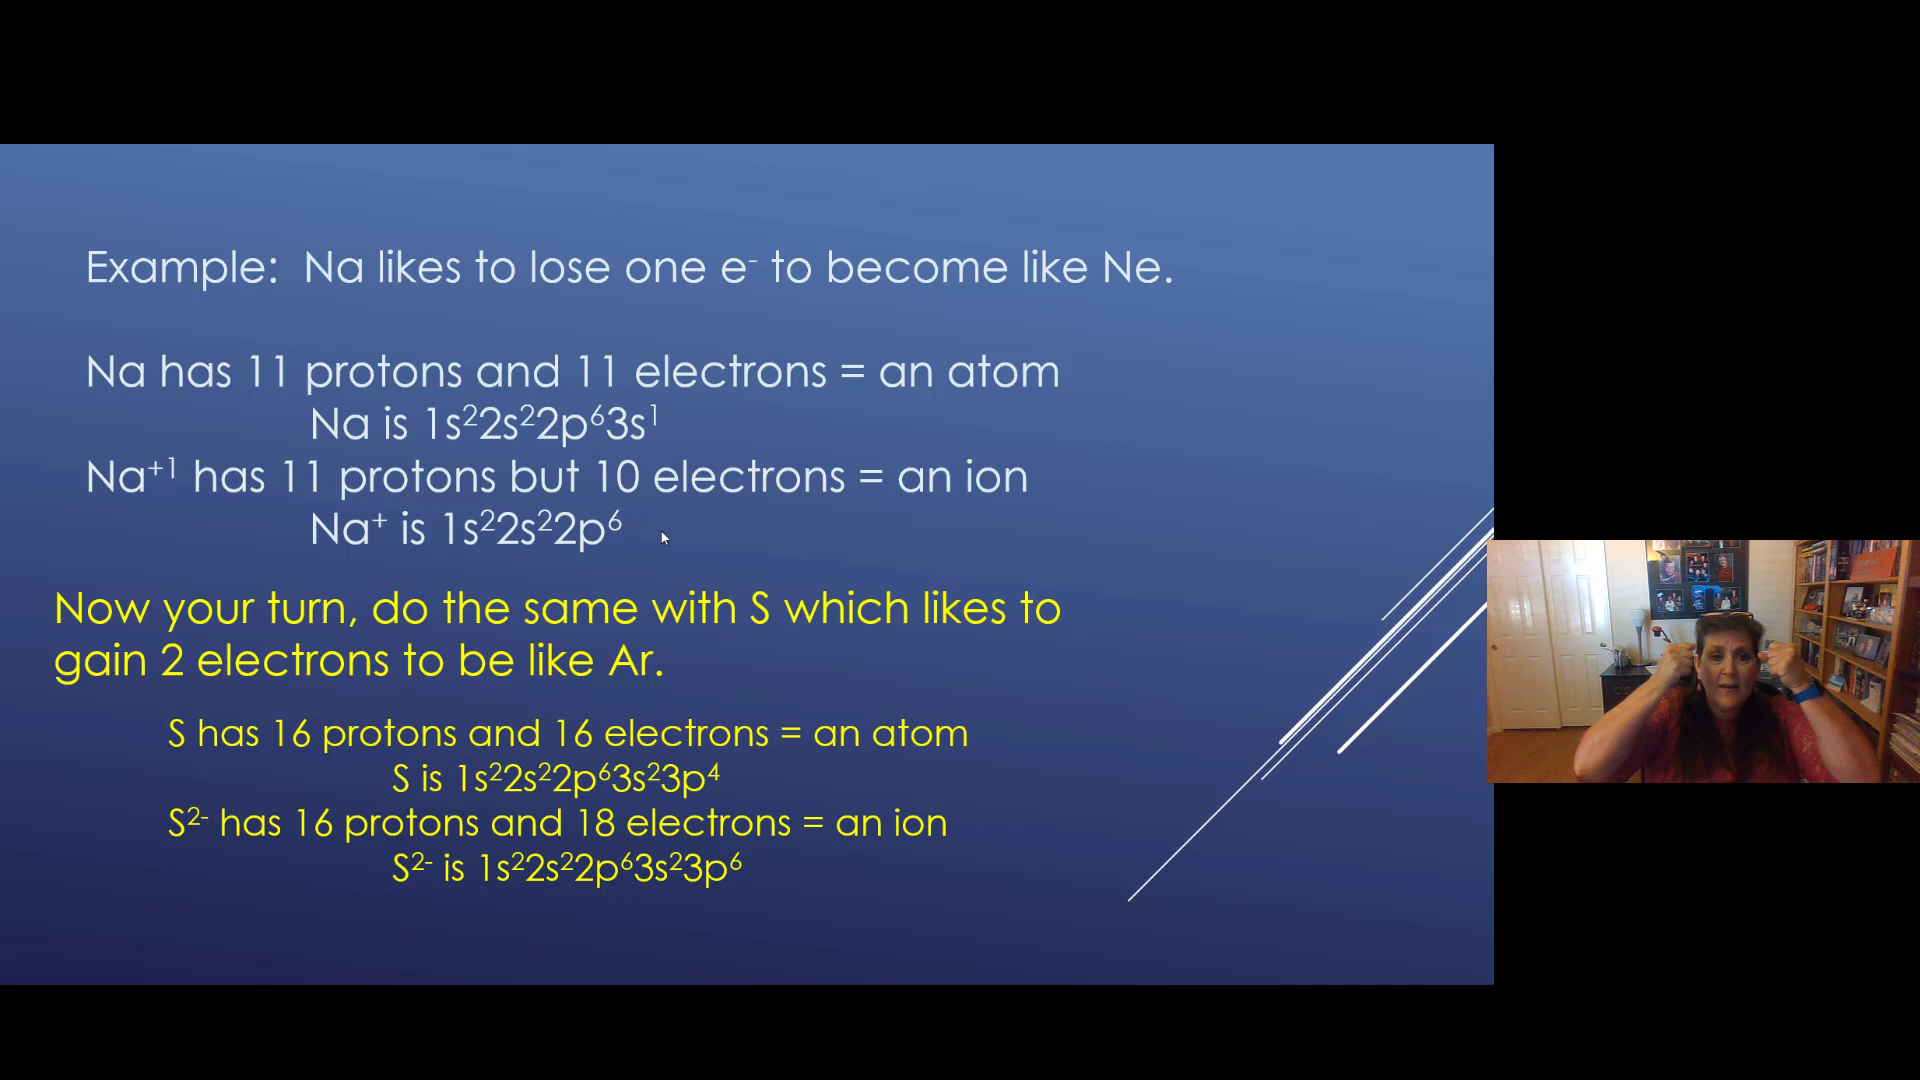 Example: Na likes to lose one e⁻ to become like Ne.
Na has 11 protons and 11 electrons = an atom
Na is 1s²2s²2p⁶3s¹
Na⁺¹ has 11 protons but 10 electrons = an ion
Na⁺ is 1s²2s²2p⁶
Now your turn, do the same with S which likes to
gain 2 electrons to be like Ar.
S has 16 protons and 16 electrons = an atom
S is 1s²2s²2p⁶3s²3p⁴
S²⁻ has 16 protons and 18 electrons = an ion
S²⁻ is 1s²2s²2p⁶3s²3p⁶